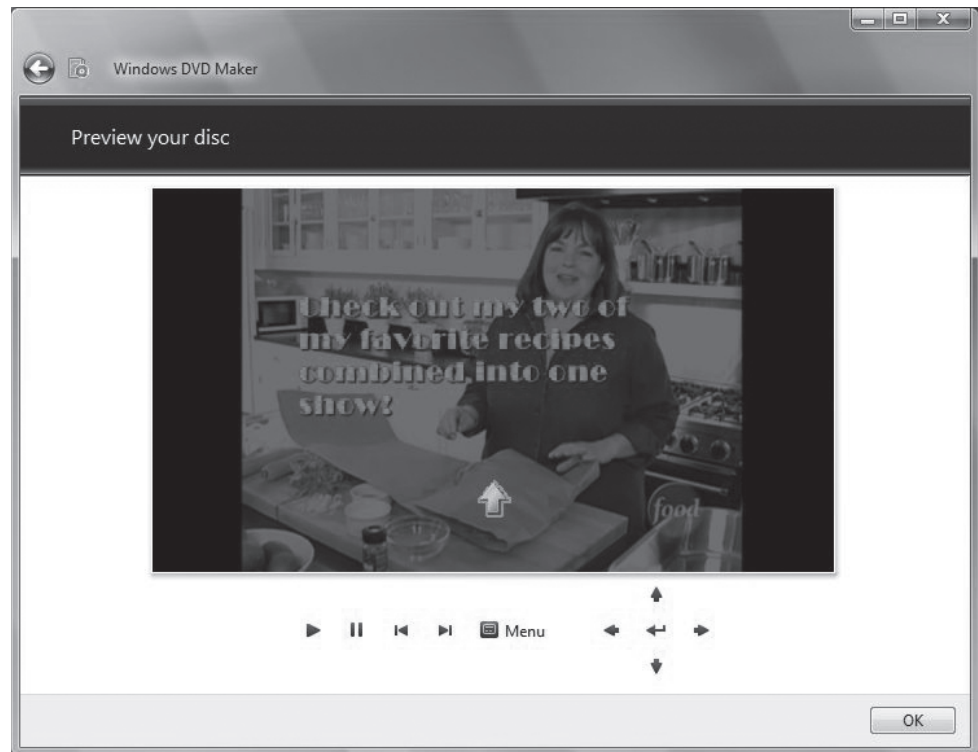 Windows DVD Maker
Preview your disc
Check out my two of
my favorite recipes
combined into one
show!
food
Menu
OK